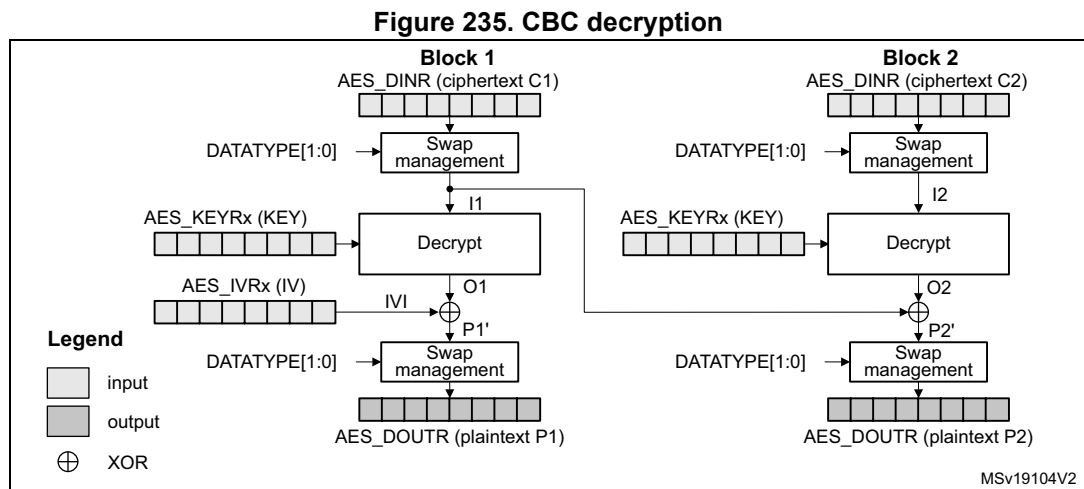 Figure 235. CBC decryption
Block 1
Block 2
AES_DINR (ciphertext C1)
AES_DINR (ciphertext C2)
DATATYPE[1:0]
Swap
management
DATATYPE[1:0]
Swap
management
I1
I2
AES_KEYRx (KEY)
Decrypt
AES_KEYRx (KEY)
Decrypt
AES_IVRx (IV)
IVI
O1
O2
P1'
P2'
Legend
DATATYPE[1:0]
Swap
management
DATATYPE[1:0]
Swap
management
input
output
XOR
AES_DOUTR (plaintext P1)
AES_DOUTR (plaintext P2)
MSv19104V2